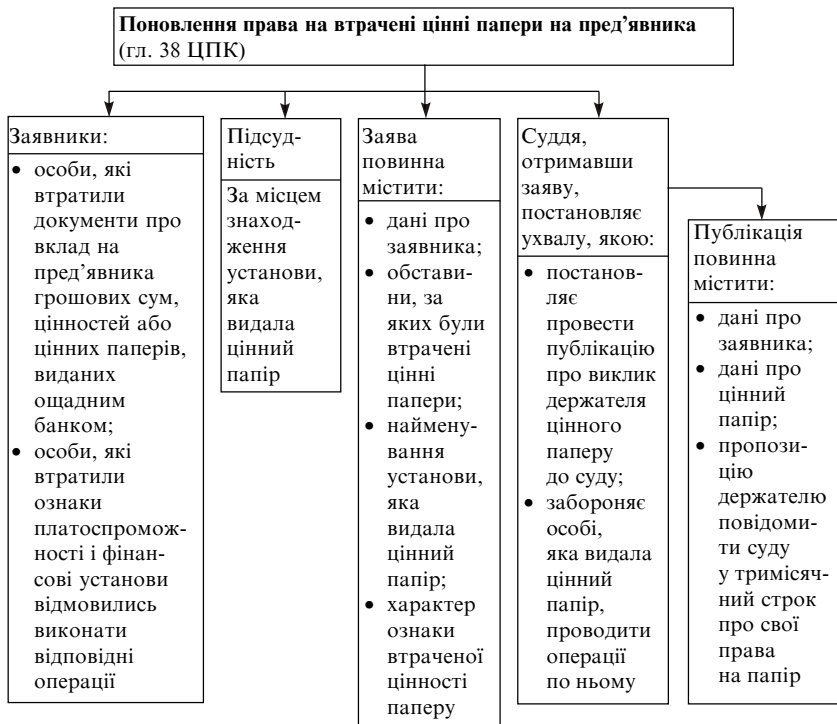 Поновлення права на втрачені цінні папери на пред’явника
(гл. 38 ЦПК)
Заявники:
• особи, які
втратили
документи про
вклад на
пред’явника
грошових сум,
цінностей або
цінних паперів,
виданих
ощадним
банком;
• особи, які
втратили
ознаки
платоспромож-
ності і фінан-
сові установи
відмовились
виконати
відповідні
операції
Підсуд-
ність
За місцем
знаход-
ження
установи,
яка
видала
цінний
папір
Заява
повинна
містити:
• дані про
заявника;
• обстави-
ни, за
яких були
втрачені
цінні
папери;
• наймену-
вання
установи,
яка
видала
цінний
папір;
• характер
ознаки
втраченої
цінності
паперу
Суддя,
отримавши
заяву,
постановляє
ухвалу, якою:
• постанов-
ляє
провести
публікацію
про виклик
держателя
цінного
паперу
до суду;
• забороняє
особі,
яка видала
цінний
папір,
проводити
операції
по ньому
Публікація
повинна
містити:
• дані про
заявника;
• дані про
цінний
папір;
• пропози-
цію
держателю
повідоми-
ти суду
у тримісяч-
ний строк
про свої
права
на папір